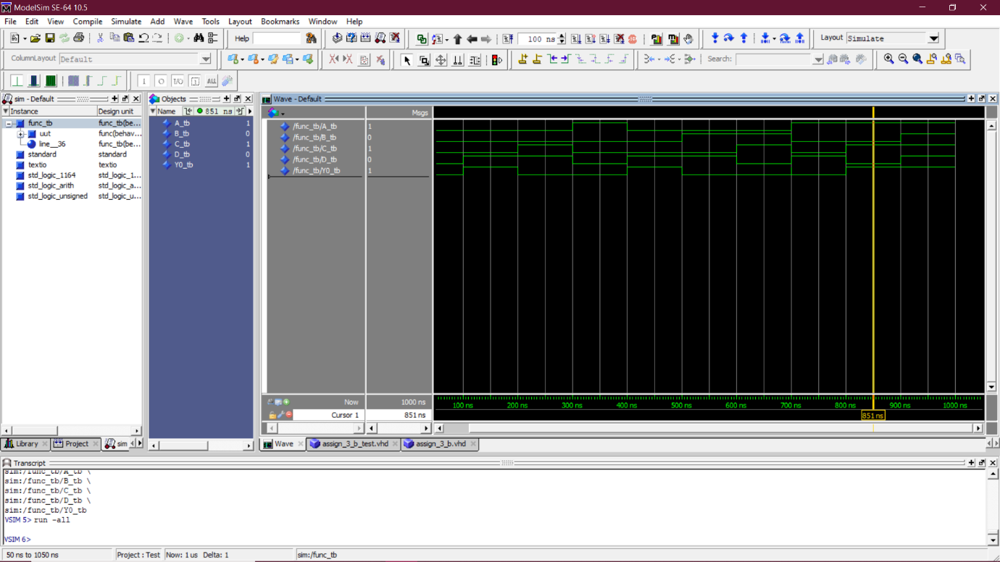 ModelSim SE-64 10.5
File Edit View Compile Simulate Add Wave Tools Layout Bookmarks Window Help
Help 100 ns Layout Simulate
ColumnLayout Default Search:
1 O I/O ALL
sim - Default
Instance Design unit
func_tb func_tb(be...
uut func(behav...
line__36 func_tb(be...
standard standard
textio textio
std_logic_1164 std_logic_1...
std_logic_arith std_logic_a...
std_logic_unsigned std_logic_u...
Library Project sim
Objects
Name 851 ns
A_tb 1
B_tb 0
C_tb 1
D_tb 0
Y0_tb 1
Wave - Default
Msgs
/func_tb/A_tb 1
/func_tb/B_tb 0
/func_tb/C_tb 1
/func_tb/D_tb 0
/func_tb/Y0_tb 1
Now 1000 ns 100 ns 200 ns 300 ns 400 ns 500 ns 600 ns 700 ns 800 ns 900 ns 1000 ns
Cursor 1 851 ns 851 ns
Wave assign_3_b_test.vhd assign_3_b.vhd
Transcript
sim:/func_tb/A_tb \
sim:/func_tb/B_tb \
sim:/func_tb/C_tb \
sim:/func_tb/D_tb \
sim:/func_tb/Y0_tb
VSIM 5> run -all
VSIM 6>
50 ns to 1050 ns Project : Test Now: 1 us Delta: 1 sim:/func_tb